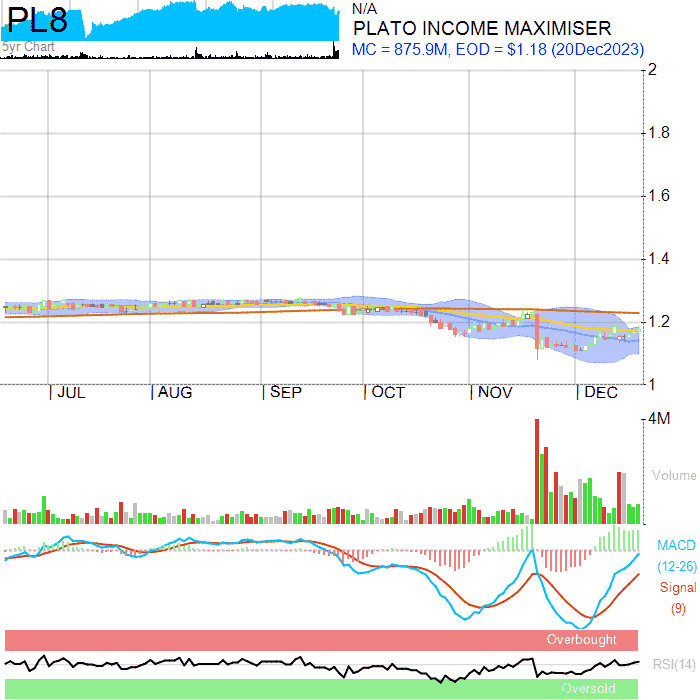 PL8
5yr Chart
N/A
PLATO INCOME MAXIMISER
MC = 875.9M, EOD = $1.18 (20Dec2023)
2
1.8
1.6
1.4
1.2
1
JUL AUG SEP OCT NOV DEC
4M
Volume
MACD
(12-26)
Signal
(9)
Overbought
RSI(14)
Oversold